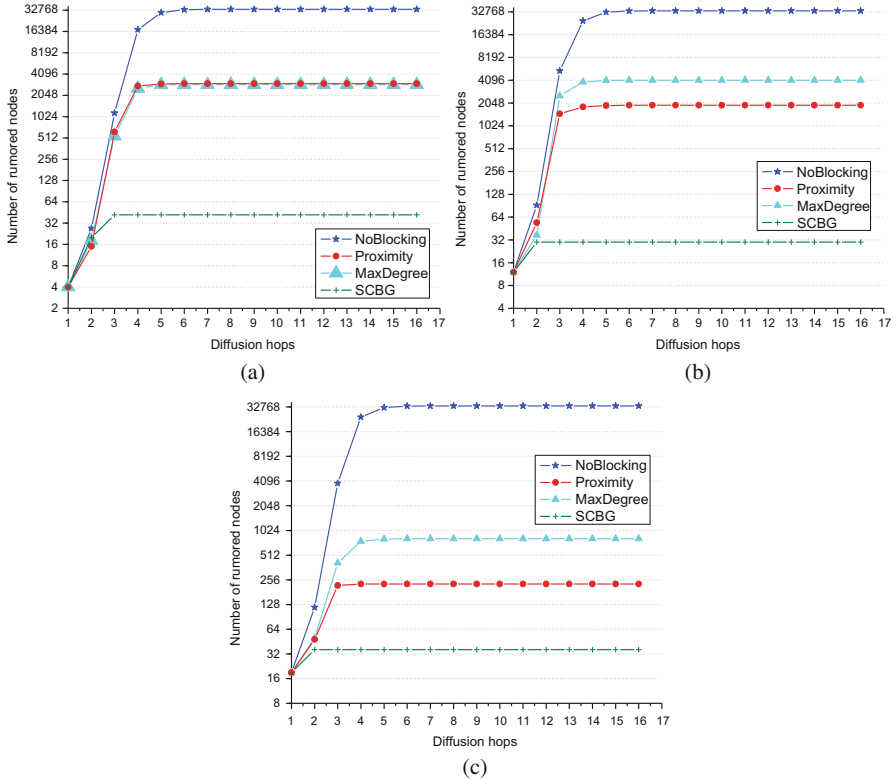 Number of rumored nodes
32768
16384
8192
4096
2048
1024
512
256
128
64
32
16
8
4
2
1 2 3 4 5 6 7 8 9 10 11 12 13 14 15 16 17
Diffusion hops
NoBlocking
Proximity
MaxDegree
SCBG
(a)
Number of rumored nodes
32768
16384
8192
4096
2048
1024
512
256
128
64
32
16
8
4
1 2 3 4 5 6 7 8 9 10 11 12 13 14 15 16 17
Diffusion hops
NoBlocking
Proximity
MaxDegree
SCBG
(b)
Number of rumored nodes
32768
16384
8192
4096
2048
1024
512
256
128
64
32
16
8
1 2 3 4 5 6 7 8 9 10 11 12 13 14 15 16 17
Diffusion hops
NoBlocking
Proximity
MaxDegree
SCBG
(c)